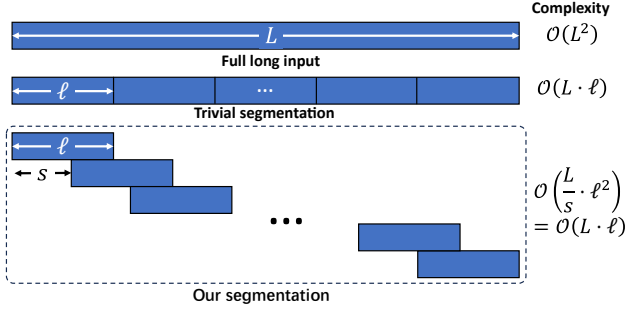 Complexity
L
𝒪(L²)
Full long input
ℓ
...
𝒪(L · ℓ)
Trivial segmentation
ℓ
s
...
𝒪(L/s · ℓ²)
= 𝒪(L · ℓ)
Our segmentation